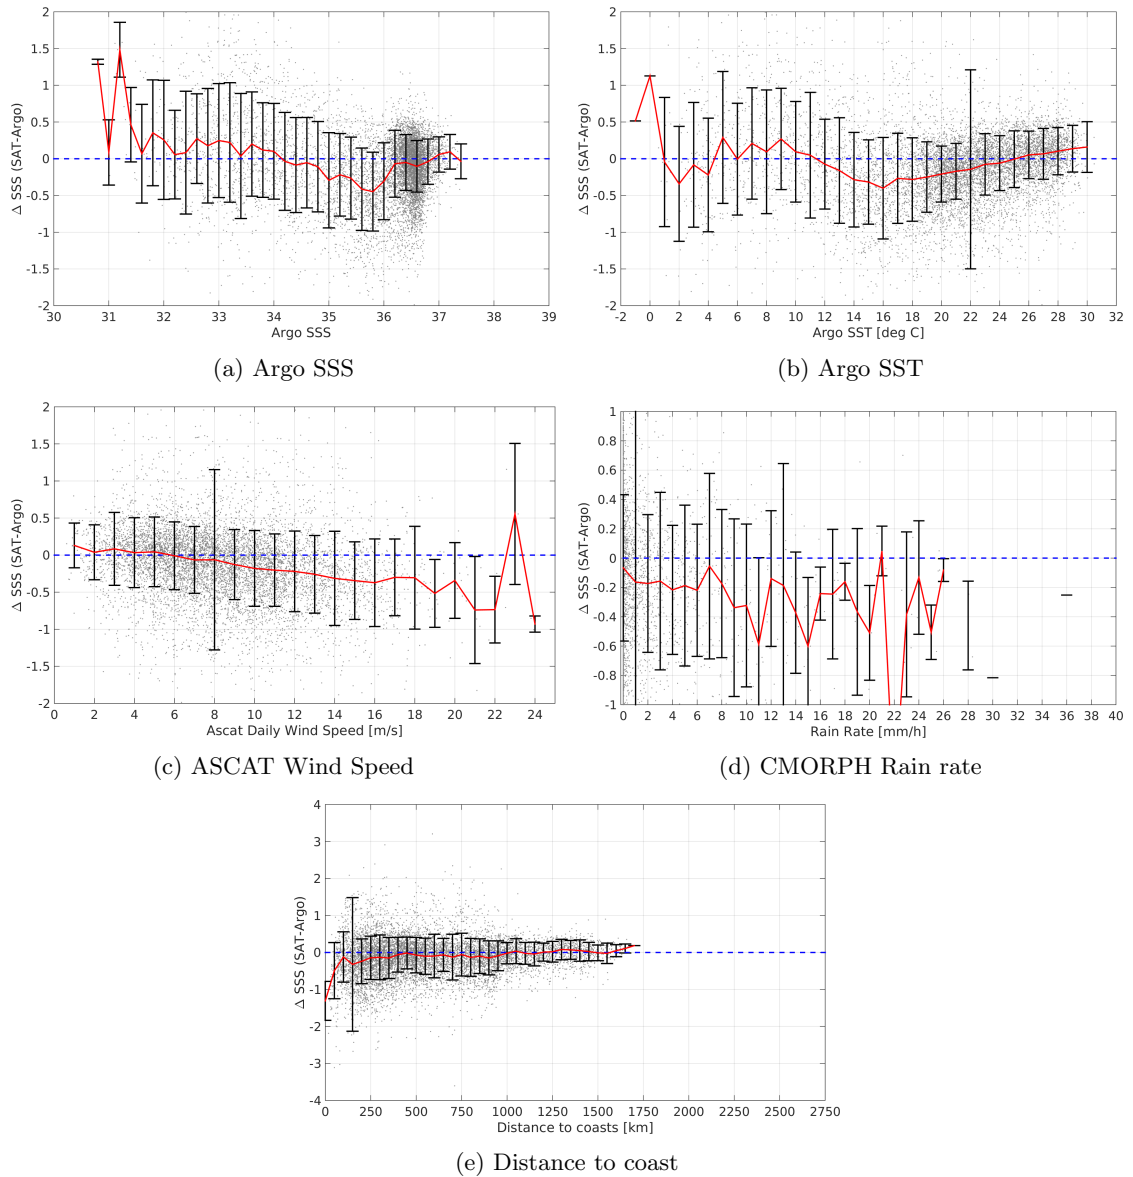 2
1.5
1
0.5
0
-0.5
-1
-1.5
-2
Δ SSS (SAT-Argo)
30 31 32 33 34 35 36 37 38 39
Argo SSS
(a) Argo SSS
2
1.5
1
0.5
0
-0.5
-1
-1.5
-2
Δ SSS (SAT-Argo)
-2 0 2 4 6 8 10 12 14 16 18 20 22 24 26 28 30 32
Argo SST [deg C]
(b) Argo SST
2
1.5
1
0.5
0
-0.5
-1
-1.5
-2
Δ SSS (SAT-Argo)
0 2 4 6 8 10 12 14 16 18 20 22 24
Ascat Daily Wind Speed [m/s]
(c) ASCAT Wind Speed
1
0.8
0.6
0.4
0.2
0
-0.2
-0.4
-0.6
-0.8
-1
Δ SSS (SAT-Argo)
0 2 4 6 8 10 12 14 16 18 20 22 24 26 28 30 32 34 36 38 40
Rain Rate [mm/h]
(d) CMORPH Rain rate
4
3
2
1
0
-1
-2
-3
-4
Δ SSS (SAT-Argo)
0 250 500 750 1000 1250 1500 1750 2000 2250 2500 2750
Distance to coasts [km]
(e) Distance to coast